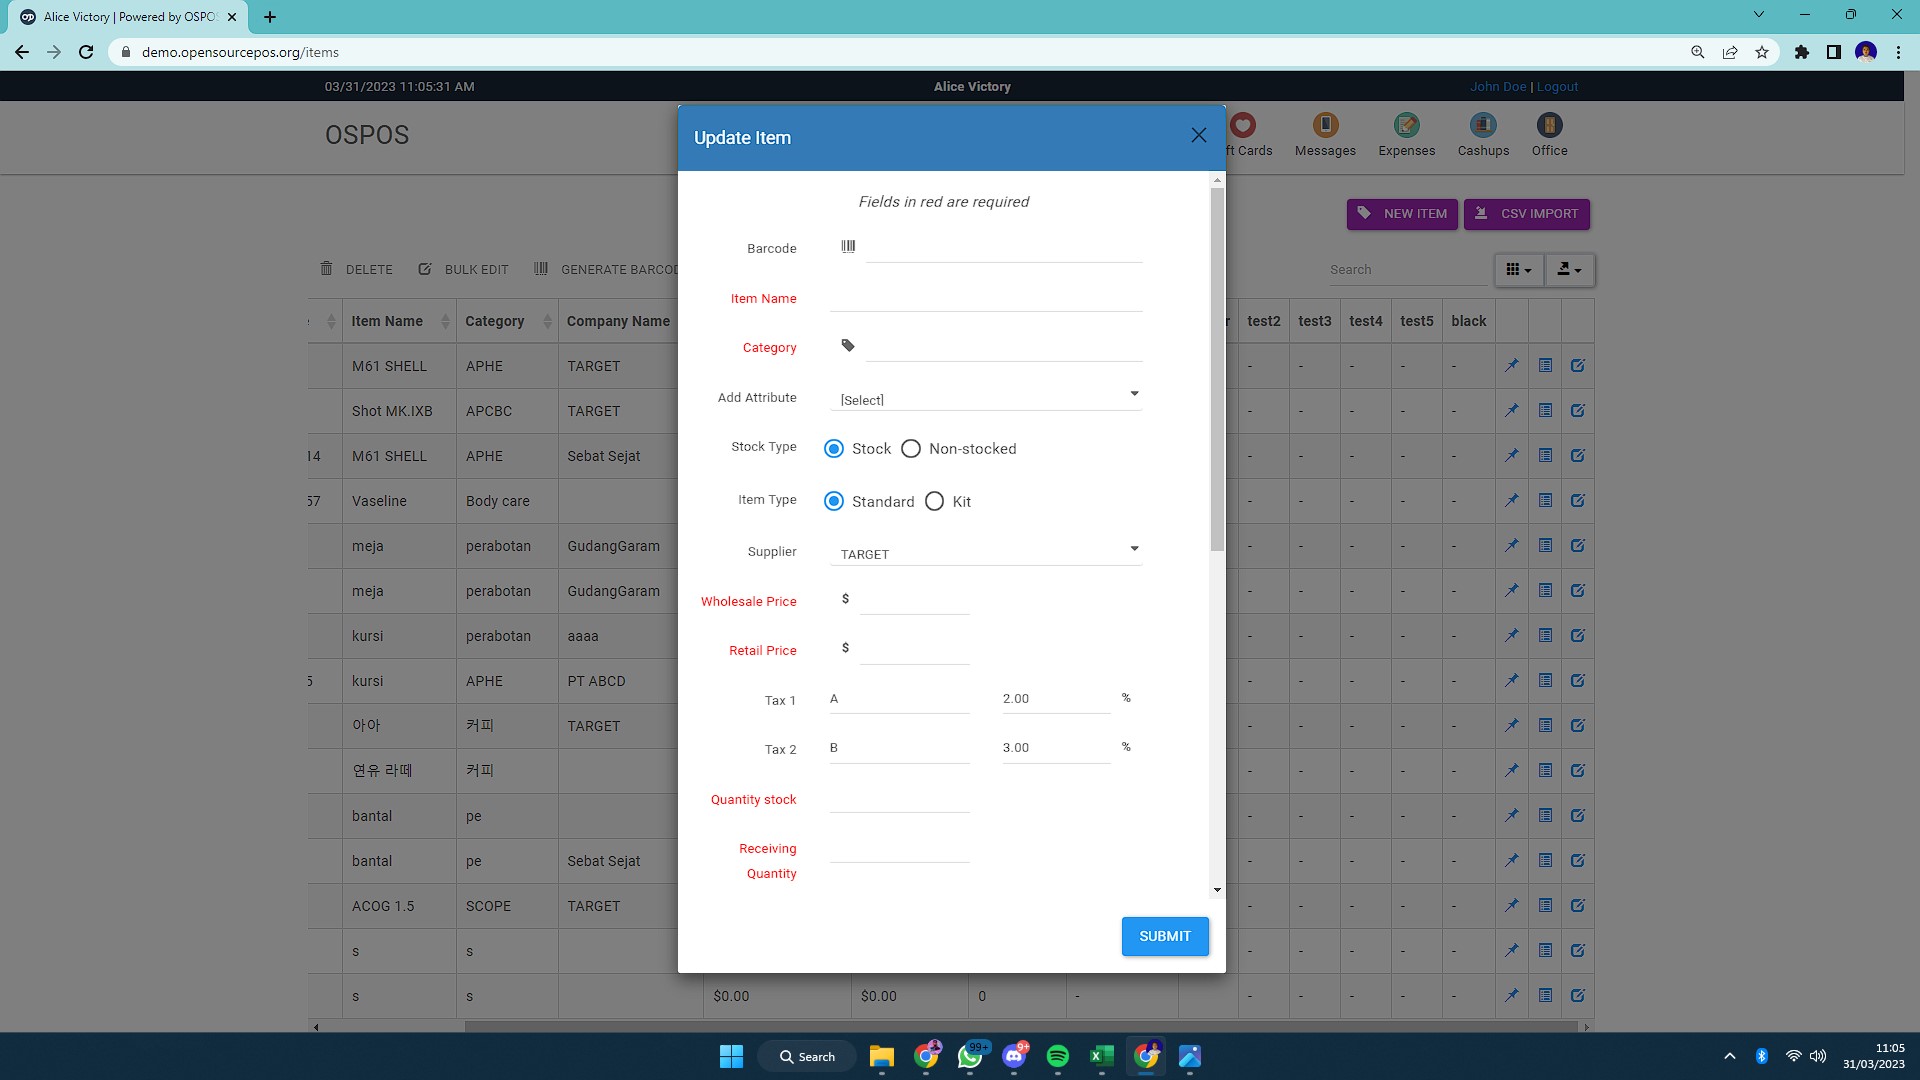 Alice Victory | Powered by OSPO
demo.opensourcepos.org/items
03/31/2023 11:05:31 AM
Alice Victory
John Doe | Logout
OSPOS
ft Cards
Messages
Expenses
Cashups
Office
Update Item
Fields in red are required
NEW ITEM
CSV IMPORT
DELETE
BULK EDIT
GENERATE BARCOD
Search
Item Name
Category
Company Name
r
test2
test3
test4
test5
black
M61 SHELL
APHE
TARGET
- - - - -
Shot MK.IXB
APCBC
TARGET
- - - - -
14
M61 SHELL
APHE
Sebat Sejat
- - - - -
57
Vaseline
Body care
- - - - -
meja
perabotan
GudangGaram
- - - - -
meja
perabotan
GudangGaram
- - - - -
kursi
perabotan
aaaa
- - - - -
5
kursi
APHE
PT ABCD
- - - - -
아아
커피
TARGET
- - - - -
연유 라떼
커피
- - - - -
bantal
pe
- - - - -
bantal
pe
Sebat Sejat
- - - - -
ACOG 1.5
SCOPE
TARGET
- - - - -
s
s
- - - - -
s
s
$0.00
$0.00
0
-
- - - - -
Barcode
Item Name
Category
Add Attribute
[Select]
Stock Type
Stock
Non-stocked
Item Type
Standard
Kit
Supplier
TARGET
Wholesale Price
$
Retail Price
$
Tax 1
A
2.00
%
Tax 2
B
3.00
%
Quantity stock
Receiving
Quantity
SUBMIT
Search
99+
9+
11:05
31/03/2023